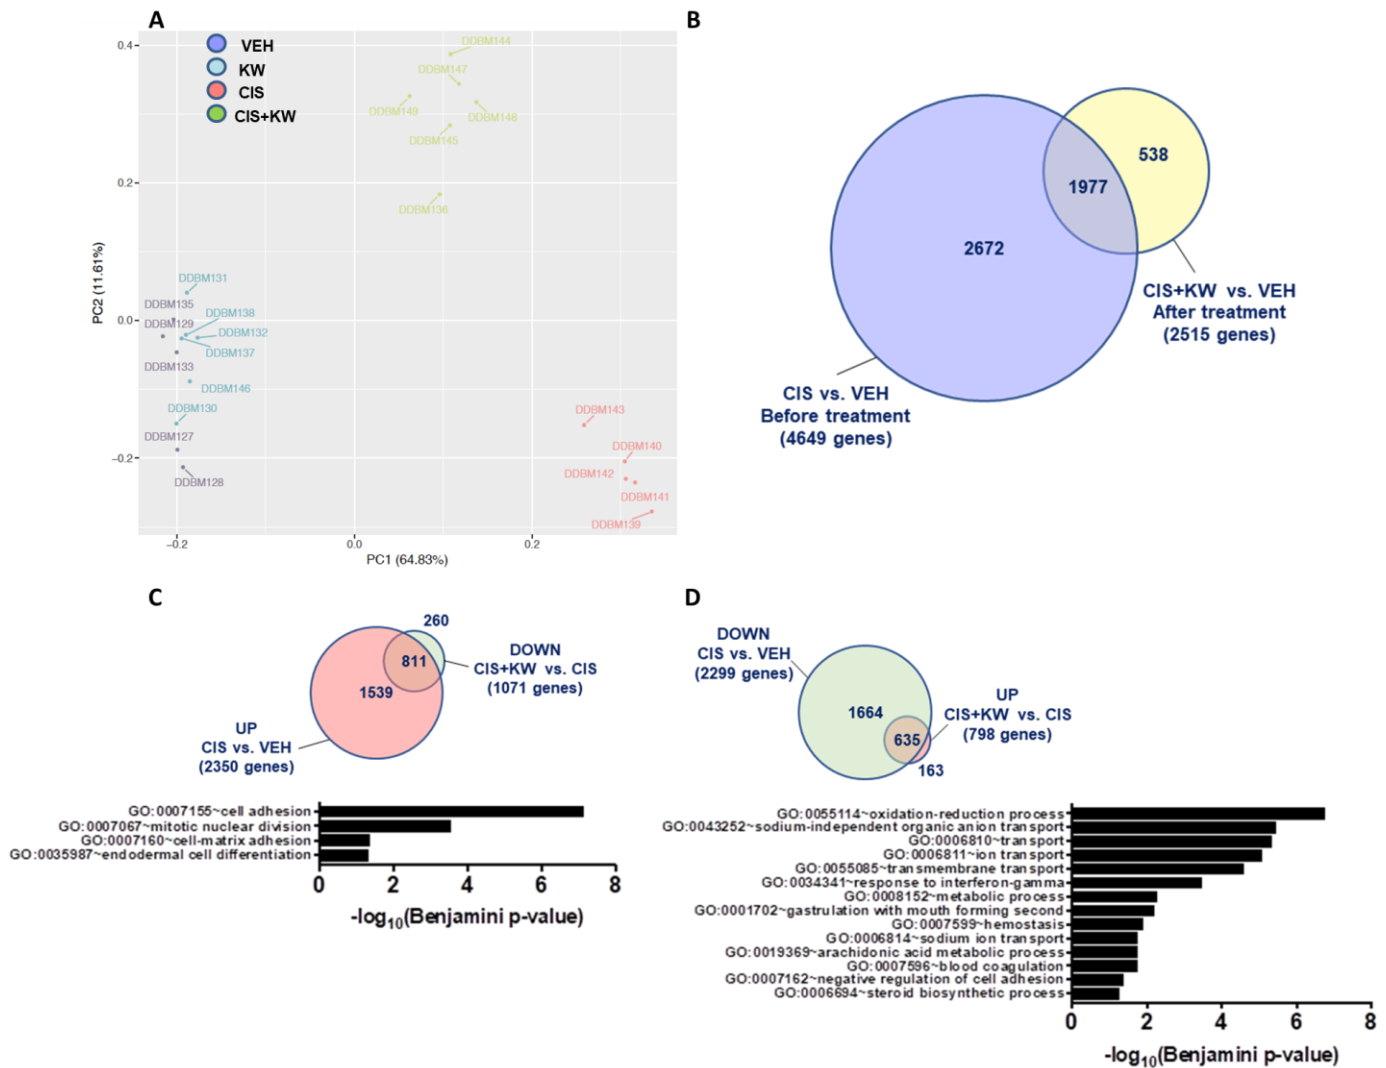 A
VEH
KW
CIS
CIS+KW
0.4
0.2
0.0
−0.2
PC2 (11.61%)
DDBM144
DDBM147
DDBM149
DDBM148
DDBM145
DDBM136
DDBM131
DDBM135
DDBM138
DDBM129
DDBM132
DDBM137
DDBM133
DDBM146
DDBM130
DDBM127
DDBM128
DDBM143
DDBM140
DDBM142
DDBM141
DDBM139
−0.2
0.0
0.2
PC1 (64.83%)
B
538
1977
2672
CIS+KW vs. VEH
After treatment
(2515 genes)
CIS vs. VEH
Before treatment
(4649 genes)
C
260
811
1539
DOWN
CIS+KW vs. CIS
(1071 genes)
UP
CIS vs. VEH
(2350 genes)
GO:0007155~cell adhesion
GO:0007067~mitotic nuclear division
GO:0007160~cell-matrix adhesion
GO:0035987~endodermal cell differentiation
0 2 4 6 8
-log10(Benjamini p-value)
D
DOWN
CIS vs. VEH
(2299 genes)
1664
635
163
UP
CIS+KW vs. CIS
(798 genes)
GO:0055114~oxidation-reduction process
GO:0043252~sodium-independent organic anion transport
GO:0006810~transport
GO:0006811~ion transport
GO:0055085~transmembrane transport
GO:0034341~response to interferon-gamma
GO:0008152~metabolic process
GO:0001702~gastrulation with mouth forming second
GO:0007599~hemostasis
GO:0006814~sodium ion transport
GO:0019369~arachidonic acid metabolic process
GO:0007596~blood coagulation
GO:0007162~negative regulation of cell adhesion
GO:0006694~steroid biosynthetic process
0 2 4 6 8
-log10(Benjamini p-value)